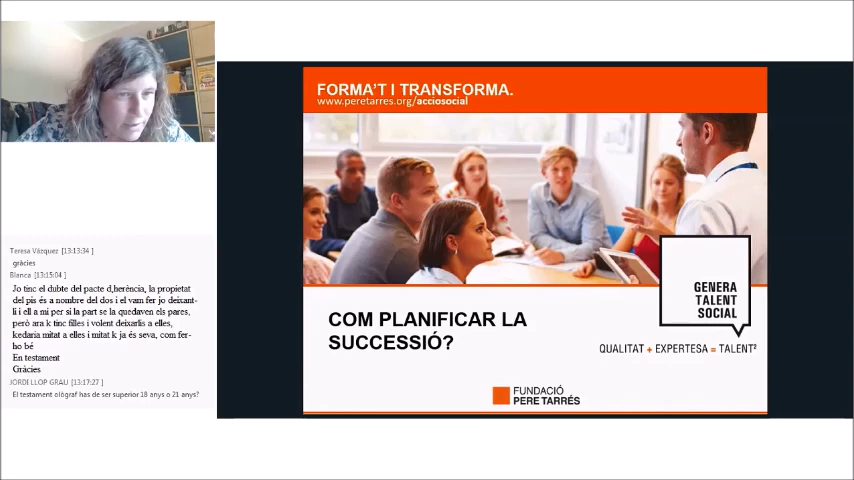 FORMA'T I TRANSFORMA.
www.peretarres.org/acciosocial
GENERA
TALENT
SOCIAL
COM PLANIFICAR LA
SUCCESSIÓ?
QUALITAT + EXPERTESA = TALENT²
FUNDACIÓ
PERE TARRÉS
Teresa Vázquez [13:13:34 ]
gràcies
Blanca [13:15:04 ]
Jo tinc el dubte del pacte d,herència, la propietat
del pis és a nombre del dos i el vam fer jo deixant-
li i ell a mi per si la part se la quedaven els pares,
però ara k tinc filles i volent deixarlis a elles,
kedaria mitat a elles i mitat k ja és seva, com fer-
ho bé
En testament
Gràcies
JORDI LLOP GRAU [13:17:27 ]
El testament ológraf has de ser superior 18 anys o 21 anys?